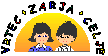 VRTEC • ZARJA • CELJE